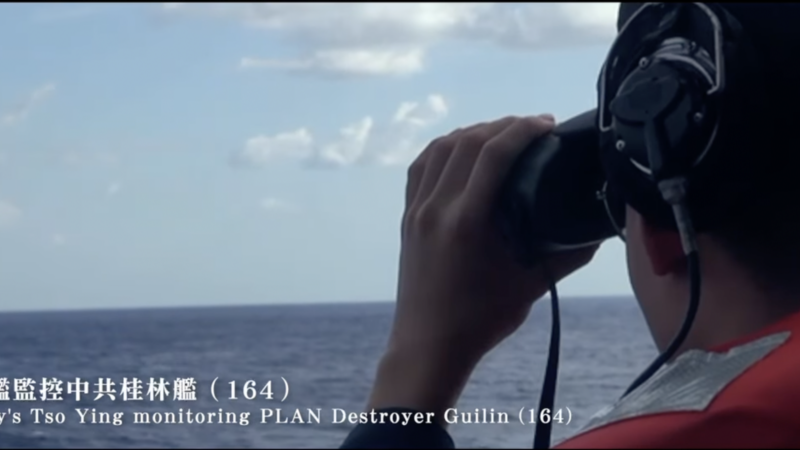 艦監控中共桂林艦（164）
y's Tso Ying monitoring PLAN Destroyer Guilin (164)